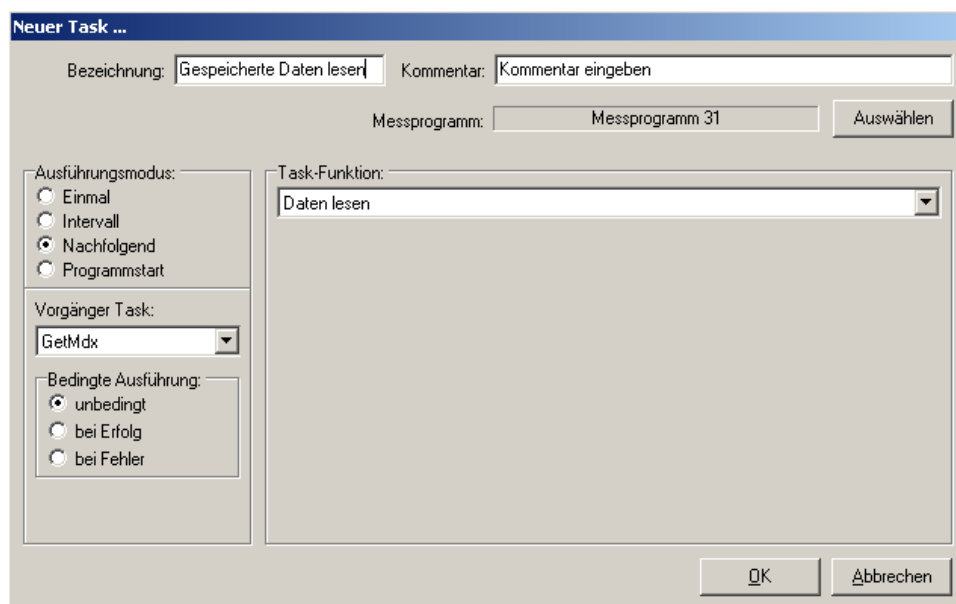 Neuer Task ...
Bezeichnung: Gespeicherte Daten lesen Kommentar: Kommentar eingeben
Messprogramm: Messprogramm 31 Auswählen
Ausführungsmodus:
Einmal
Intervall
Nachfolgend
Programmstart
Vorgänger Task:
GetMdx
Bedingte Ausführung:
unbedingt
bei Erfolg
bei Fehler
Task-Funktion:
Daten lesen
OK Abbrechen